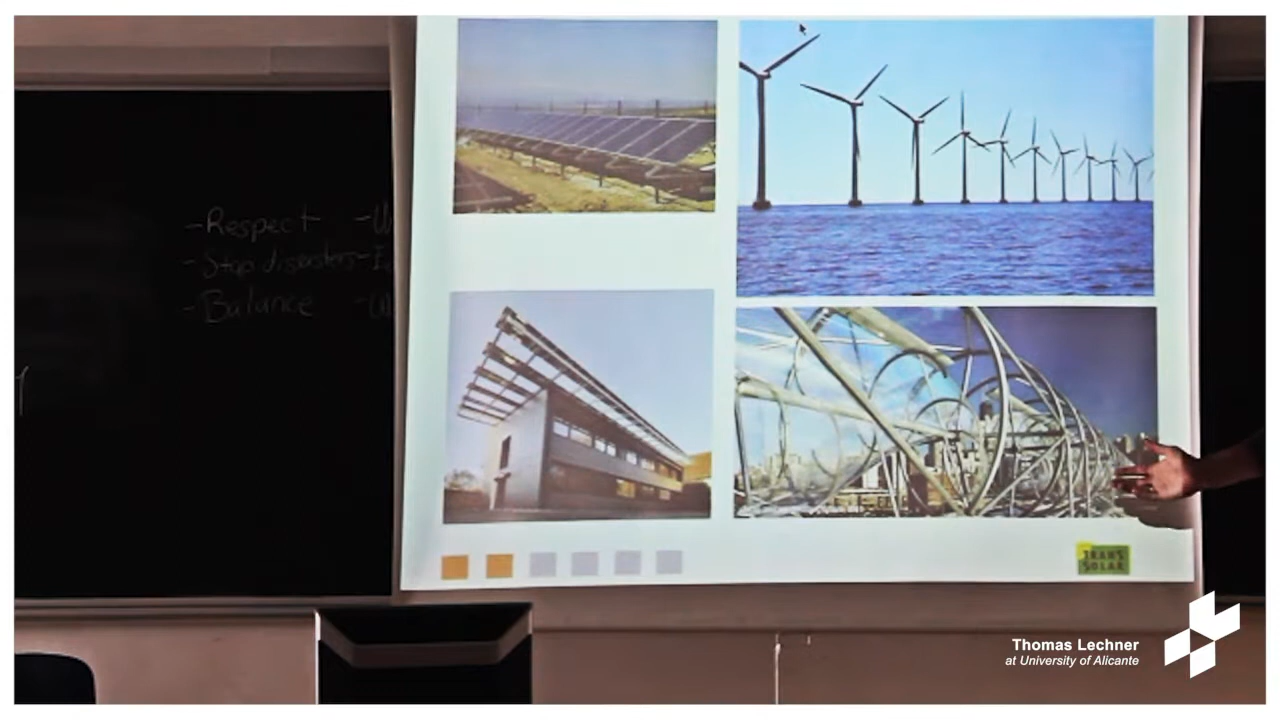 -Respect
-Stop disasters
-Balance
TRANS
SOLAR
Thomas Lechner
at University of Alicante